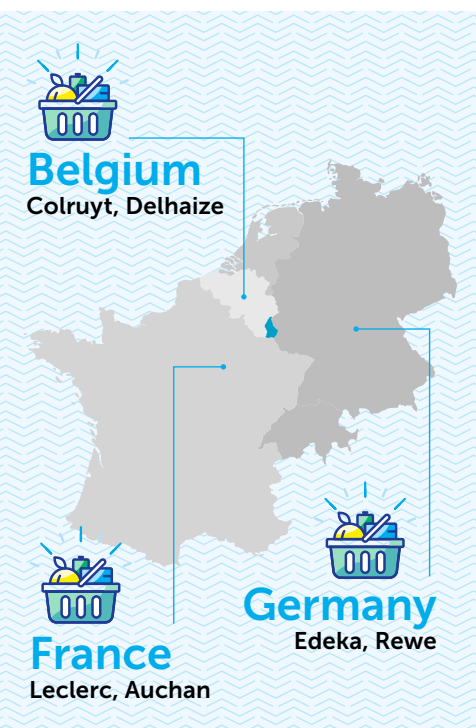 Belgium
Colruyt, Delhaize
France
Leclerc, Auchan
Germany
Edeka, Rewe